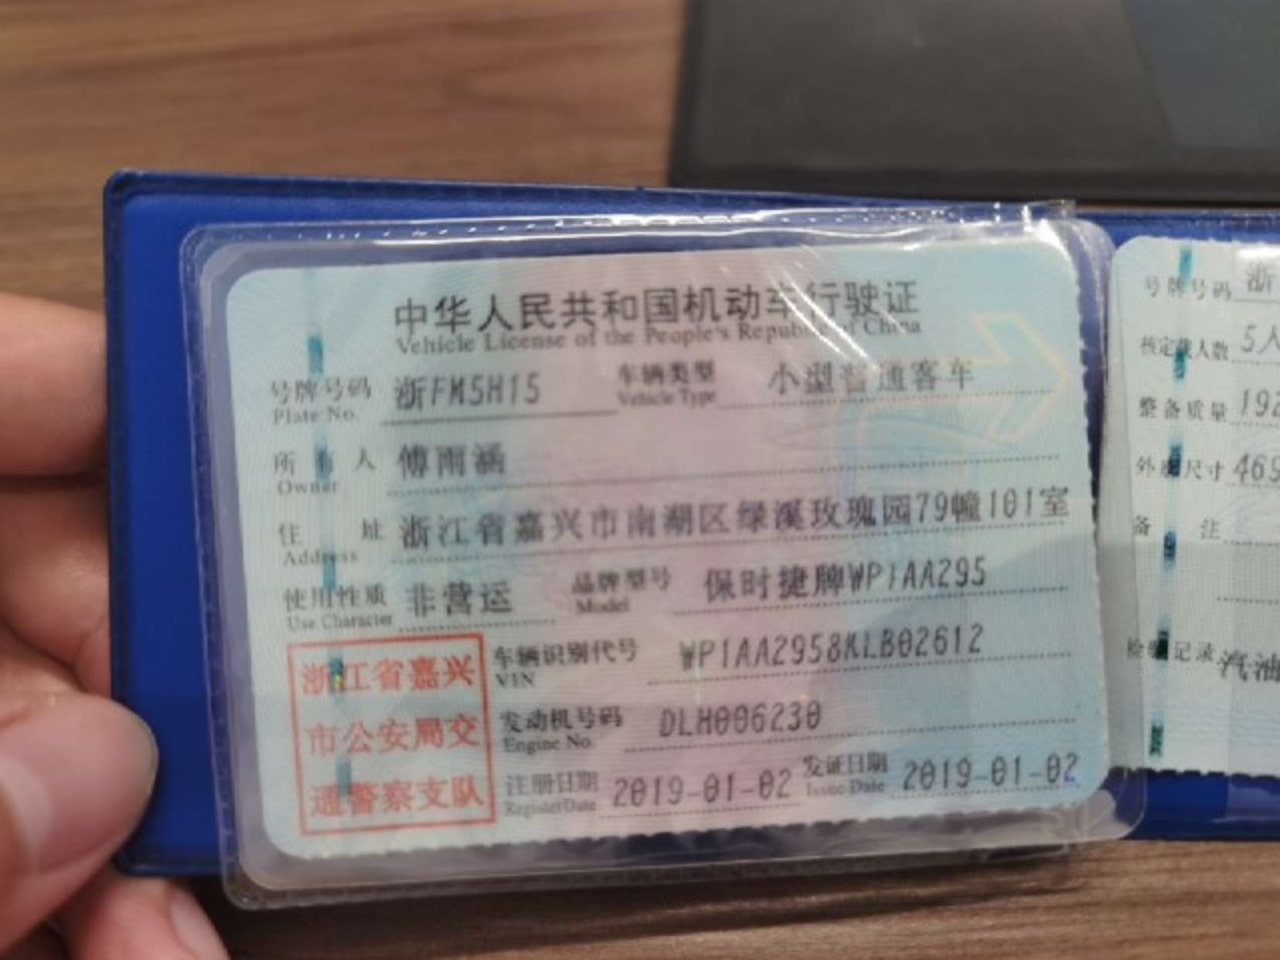 中华人民共和国机动车行驶证
Vehicle License of the People's Republic of China
号牌号码 浙FM5H15 车辆类型 小型普通客车
Plate No. Vehicle Type
所有人 傅雨涵
Owner
住址 浙江省嘉兴市南湖区绿溪玫瑰园79幢101室
Address
使用性质 非营运 品牌型号 保时捷牌WP1AA295
Use Character Model
浙江省嘉兴
市公安局交
通警察支队
车辆识别代号 WP1AA2958KLB02612
VIN
发动机号码 DLH006230
Engine No.
注册日期 2019-01-02 发证日期 2019-01-02
Register Date Issue Date
号牌号码 浙
核定载人数 5人
整备质量 192
外廓尺寸 469
备注
检验记录 汽油